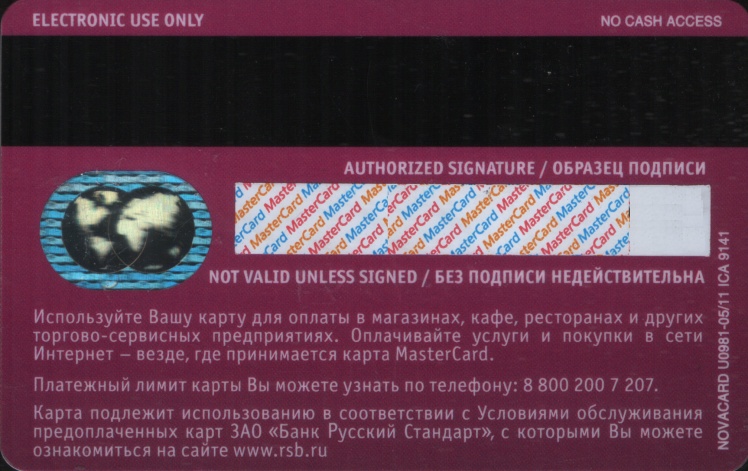 ELECTRONIC USE ONLY NO CASH ACCESS
AUTHORIZED SIGNATURE / ОБРАЗЕЦ ПОДПИСИ
MasterCard MasterCard MasterCard MasterCard
NOT VALID UNLESS SIGNED / БЕЗ ПОДПИСИ НЕДЕЙСТВИТЕЛЬНА
Используйте Вашу карту для оплаты в магазинах, кафе, ресторанах и других
торгово-сервисных предприятиях. Оплачивайте услуги и покупки в сети
Интернет – везде, где принимается карта MasterCard.
Платежный лимит карты Вы можете узнать по телефону: 8 800 200 7 207.
Карта подлежит использованию в соответствии с Условиями обслуживания
предоплаченных карт ЗАО «Банк Русский Стандарт», с которыми Вы можете
ознакомиться на сайте www.rsb.ru
NOVACARD U0981-05/11 ICA 9141